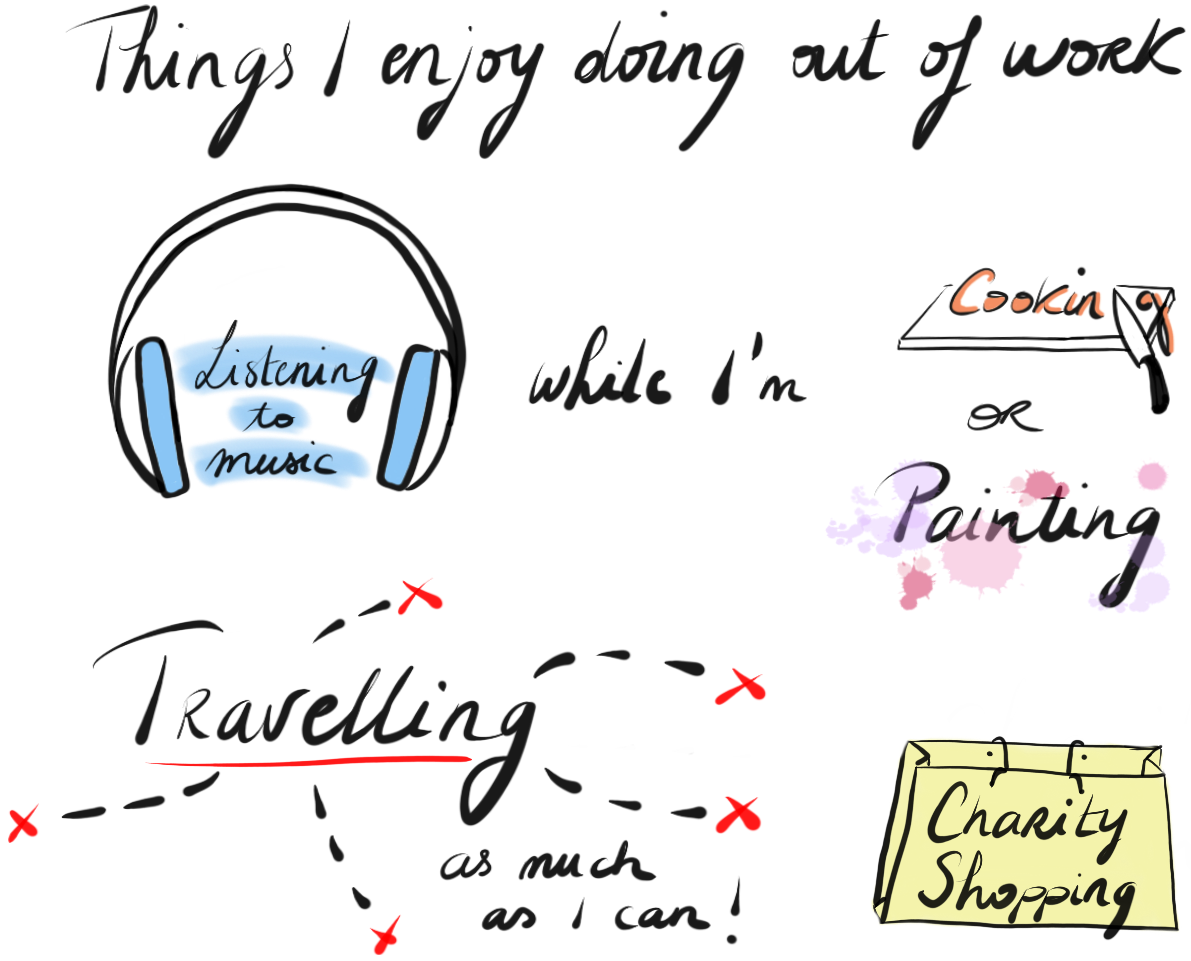 Things I enjoy doing out of work
Listening
to
music
while I'm
Cooking
OR
Painting
Travelling
as much
as I can!
Charity
Shopping